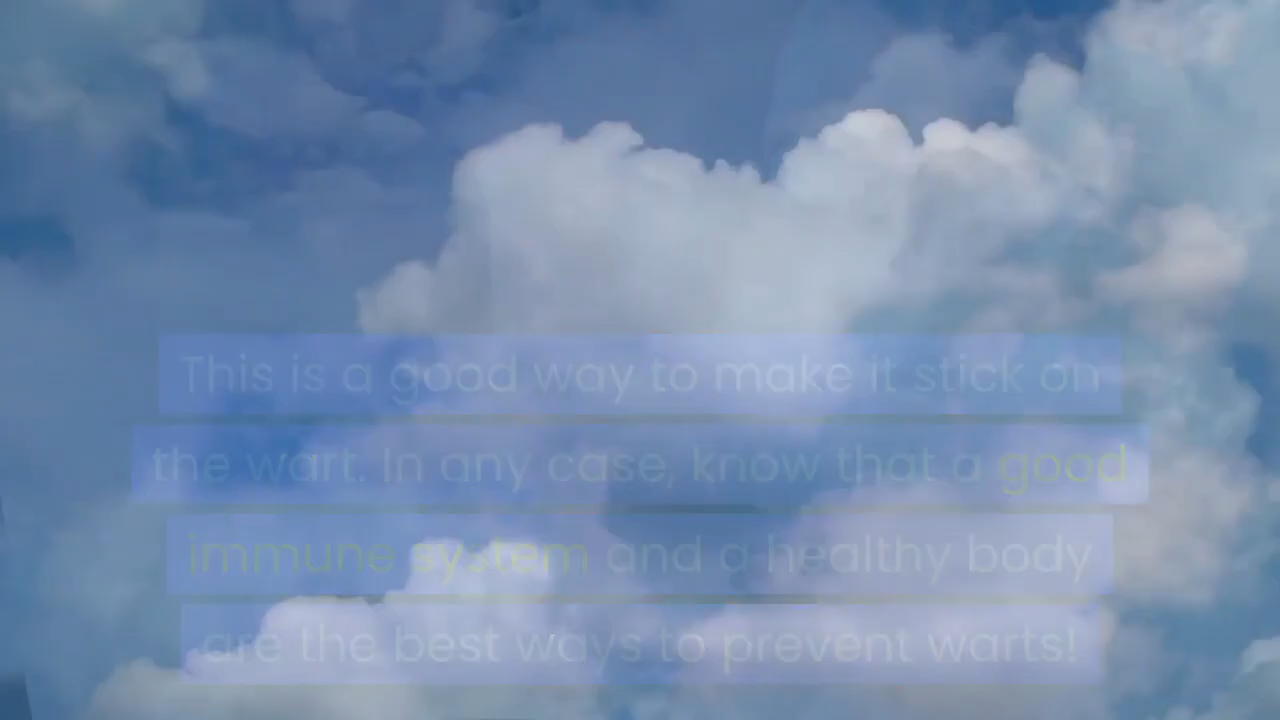 This is a good way to make it stick on
the wart. In any case, know that a good
immune system and a healthy body
are the best ways to prevent warts!